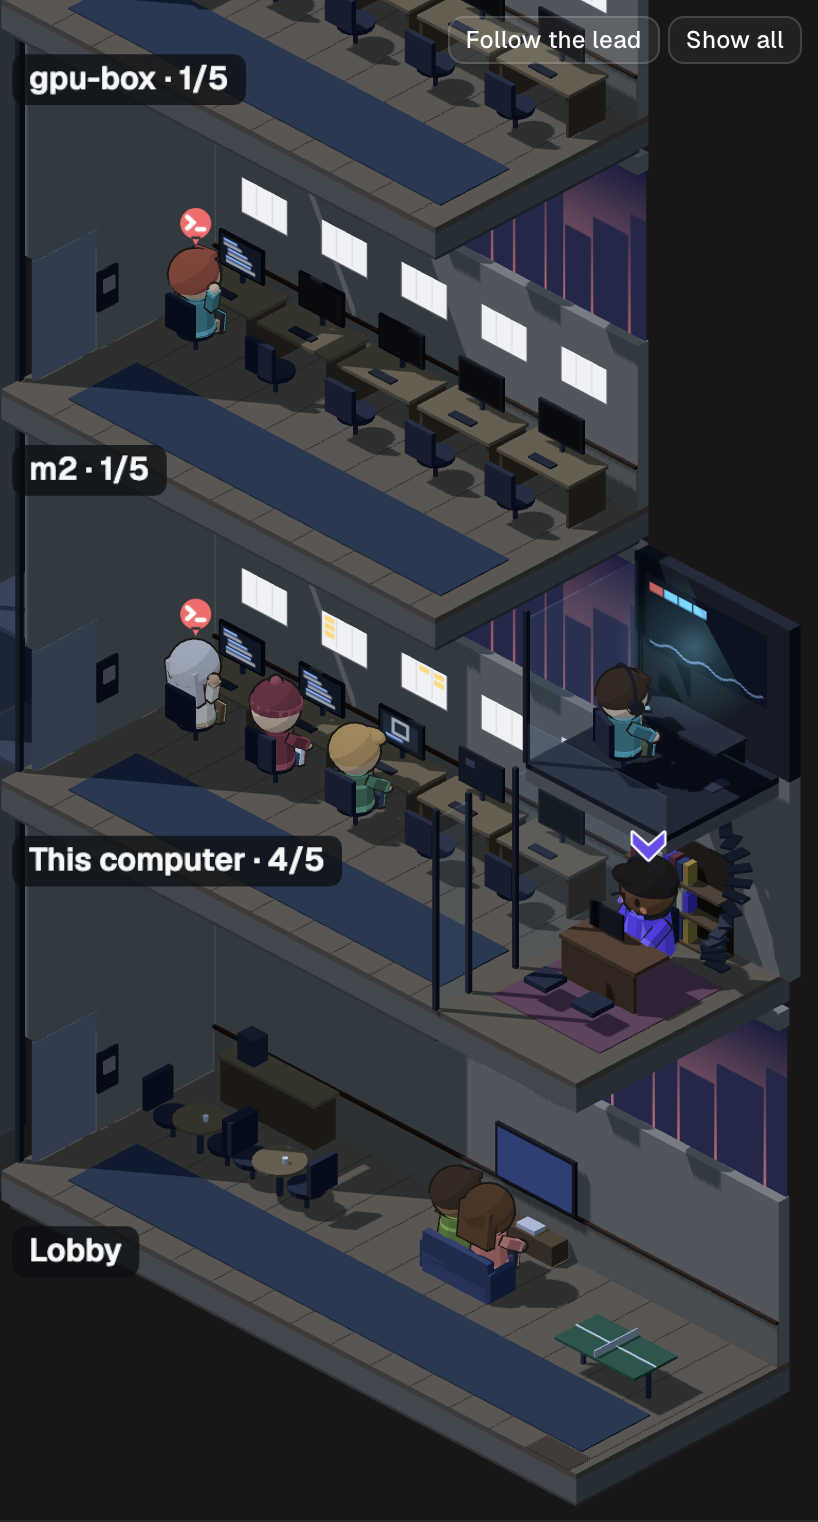 Follow the lead
Show all
gpu-box · 1/5
m2 · 1/5
This computer · 4/5
Lobby